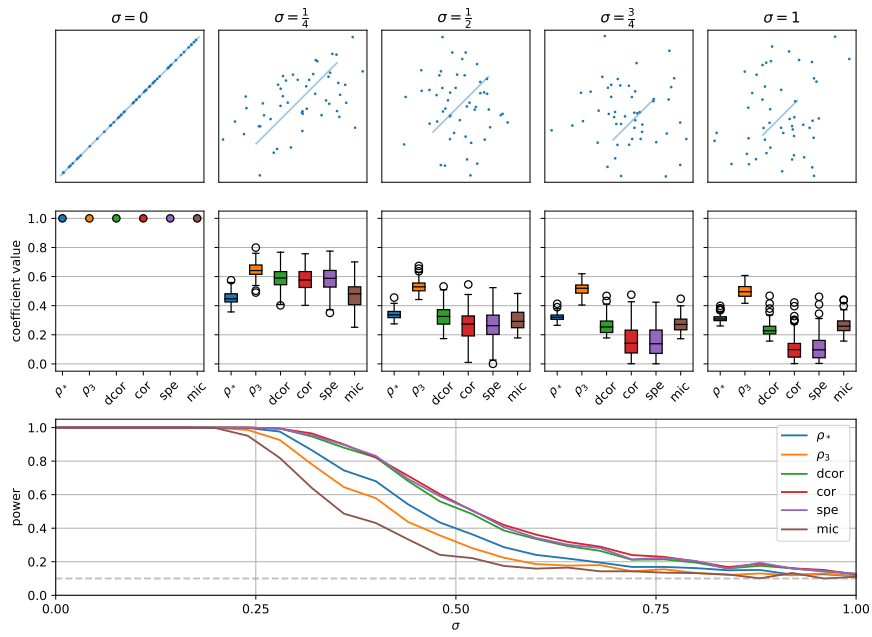 σ = 0 σ = 1/4 σ = 1/2 σ = 3/4 σ = 1
coefficient value
1.0
0.8
0.6
0.4
0.2
0.0
ρ* ρ3 dcor cor spe mic ρ* ρ3 dcor cor spe mic ρ* ρ3 dcor cor spe mic ρ* ρ3 dcor cor spe mic ρ* ρ3 dcor cor spe mic
power
1.0
0.8
0.6
0.4
0.2
0.0
ρ*
ρ3
dcor
cor
spe
mic
0.00 0.25 0.50 0.75 1.00
σ